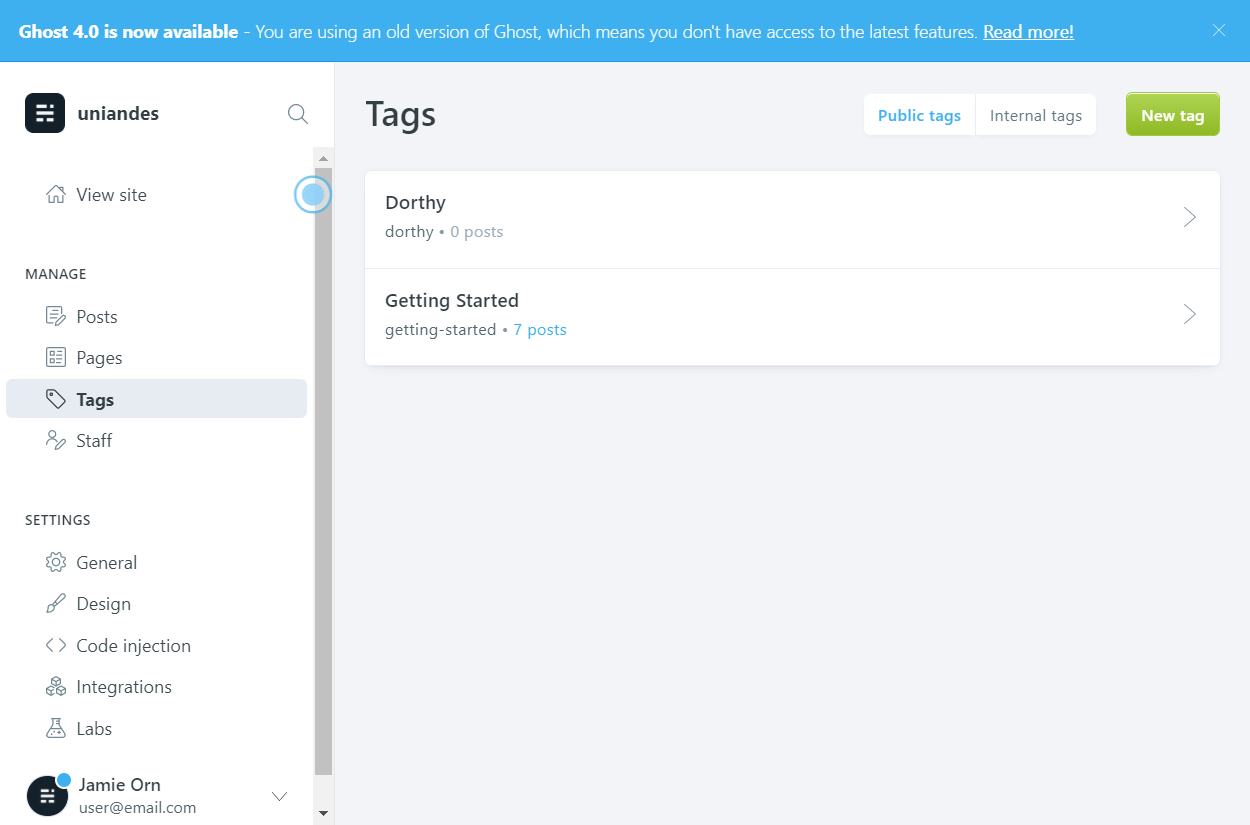 Ghost 4.0 is now available - You are using an old version of Ghost, which means you don't have access to the latest features. Read more!
uniandes
View site
MANAGE
Posts
Pages
Tags
Staff
SETTINGS
General
Design
Code injection
Integrations
Labs
Jamie Orn
user@email.com
Tags
Public tags
Internal tags
New tag
Dorthy
dorthy • 0 posts
Getting Started
getting-started • 7 posts